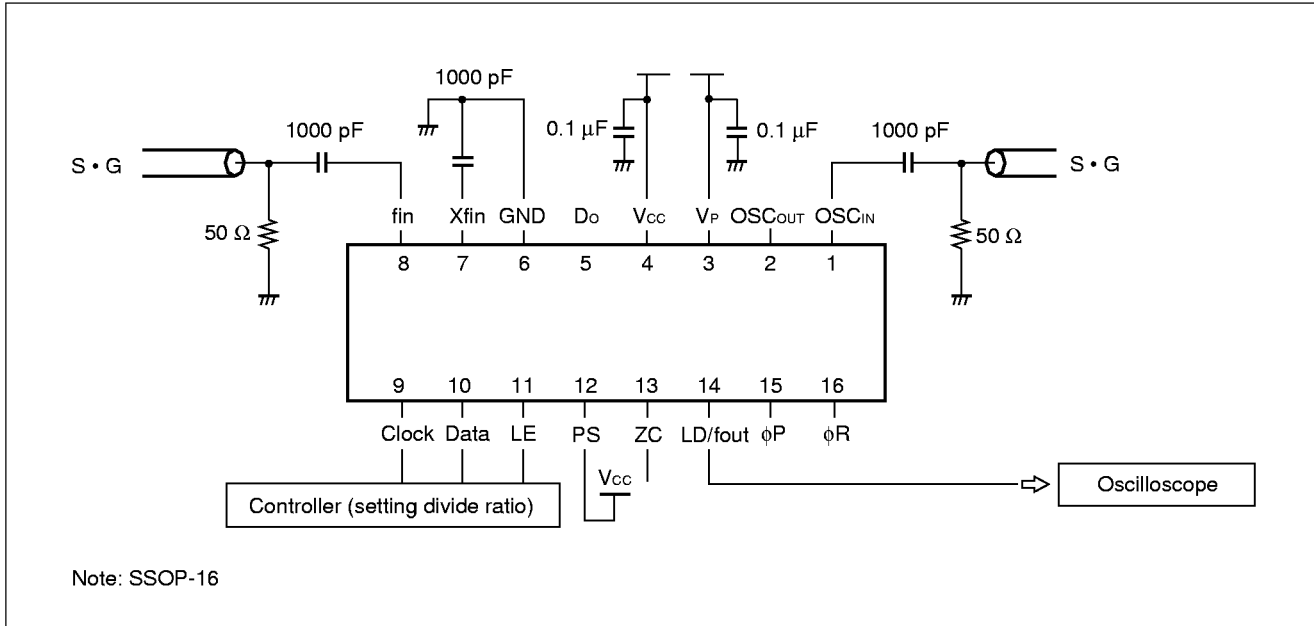 1000 pF
1000 pF
0.1 μF
0.1 μF
1000 pF
S • G
S • G
50 Ω
50 Ω
fin Xfin GND Do Vcc VP OSCOUT OSCIN
8 7 6 5 4 3 2 1
9 10 11 12 13 14 15 16
Clock Data LE PS ZC LD/fout ϕP ϕR
Vcc
Controller (setting divide ratio)
Oscilloscope
Note: SSOP-16